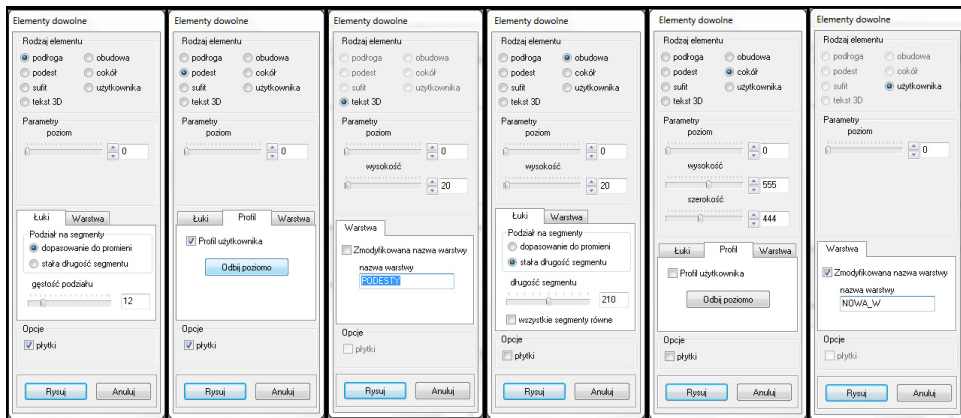 Elementy dowolne
Rodzaj elementu
podłoga obudowa
podest cokół
sufit użytkownika
tekst 3D
Parametry
poziom
0
Łuki Warstwa
Podział na segmenty
dopasowanie do promieni
stała długość segmentu
gęstość podziału
12
Opcje
płytki
Rysuj Anuluj
Elementy dowolne
Rodzaj elementu
podłoga obudowa
podest cokół
sufit użytkownika
tekst 3D
Parametry
poziom
0
Łuki Profil Warstwa
Profil użytkownika
Odbij poziomo
Opcje
płytki
Rysuj Anuluj
Elementy dowolne
Rodzaj elementu
podłoga obudowa
podest cokół
sufit użytkownika
tekst 3D
Parametry
poziom
0
wysokość
20
Warstwa
Zmodyfikowana nazwa warstwy
nazwa warstwy
PODESTY
Opcje
płytki
Rysuj Anuluj
Elementy dowolne
Rodzaj elementu
podłoga obudowa
podest cokół
sufit użytkownika
tekst 3D
Parametry
poziom
0
wysokość
20
Łuki Warstwa
Podział na segmenty
dopasowanie do promieni
stała długość segmentu
długość segmentu
210
wszystkie segmenty równe
Opcje
płytki
Rysuj Anuluj
Elementy dowolne
Rodzaj elementu
podłoga obudowa
podest cokół
sufit użytkownika
tekst 3D
Parametry
poziom
0
wysokość
555
szerokość
444
Łuki Profil Warstwa
Profil użytkownika
Odbij poziomo
Opcje
płytki
Rysuj Anuluj
Elementy dowolne
Rodzaj elementu
podłoga obudowa
podest cokół
sufit użytkownika
tekst 3D
Parametry
poziom
0
Warstwa
Zmodyfikowana nazwa warstwy
nazwa warstwy
NOWA_W
Opcje
płytki
Rysuj Anuluj